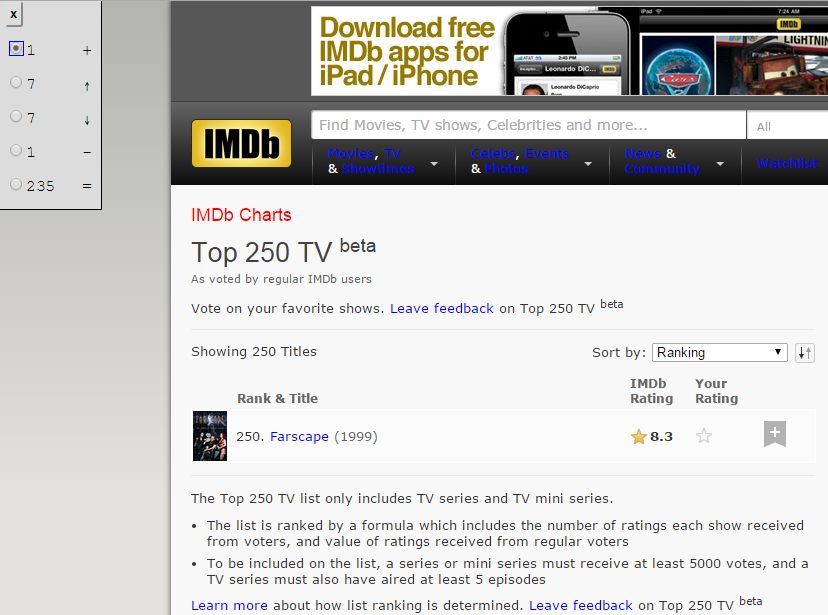 x
1 +
7 ↑
7 ↓
1 −
235 =
Download free
IMDb apps for
iPad / iPhone
AT&T 3G 2:40 PM
Leonardo DiC...
Leonardo DiCaprio
iPad 7:24 AM
IMDb
Cars
LIGHTNIN
IMDb
Find Movies, TV shows, Celebrities and more...
All
Movies, TV
& Showtimes
Celebs, Events
& Photos
News &
Community
Watchlist
IMDb Charts
Top 250 TV beta
As voted by regular IMDb users
Vote on your favorite shows. Leave feedback on Top 250 TV beta
Showing 250 Titles
Sort by: Ranking
Rank & Title
IMDb
Rating
Your
Rating
250. Farscape (1999)
8.3
The Top 250 TV list only includes TV series and TV mini series.
• The list is ranked by a formula which includes the number of ratings each show received
from voters, and value of ratings received from regular voters
• To be included on the list, a series or mini series must receive at least 5000 votes, and a
TV series must also have aired at least 5 episodes
Learn more about how list ranking is determined. Leave feedback on Top 250 TV beta